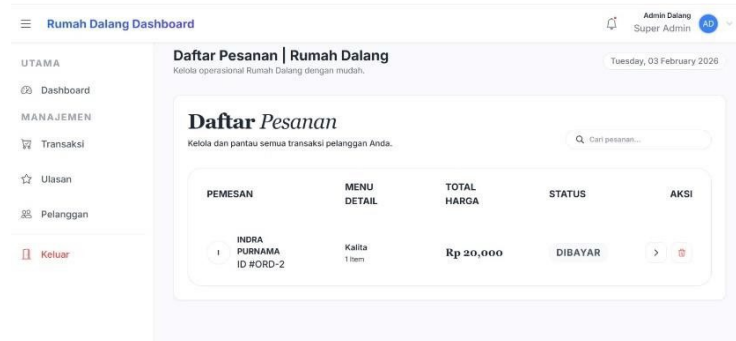 Rumah Dalang Dashboard
Admin Dalang
Super Admin
AD
UTAMA
Dashboard
MANAJEMEN
Transaksi
Ulasan
Pelanggan
Keluar
Daftar Pesanan | Rumah Dalang
Kelola operasional Rumah Dalang dengan mudah.
Tuesday, 03 February 2026
Daftar Pesanan
Kelola dan pantau semua transaksi pelanggan Anda.
Cari pesanan...
PEMESAN
MENU
DETAIL
TOTAL
HARGA
STATUS
AKSI
I
INDRA
PURNAMA
ID #ORD-2
Kalita
1 Item
Rp 20,000
DIBAYAR